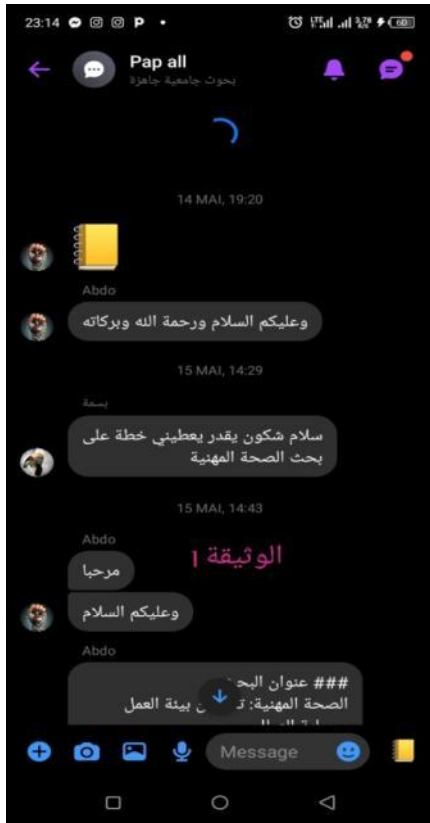 23:14
Pap all
بحوث جامعية جاهزة
14 MAI, 19:20
Abdo
وعليكم السلام ورحمة الله وبركاته
15 MAI, 14:29
بسمة
سلام شكون يقدر يعطيني خطة على
بحث الصحة المهنية
15 MAI, 14:43
Abdo
مرحبا
الوثيقة 1
وعليكم السلام
Abdo
### عنوان البحث
الصحة المهنية: بيئة العمل
Message